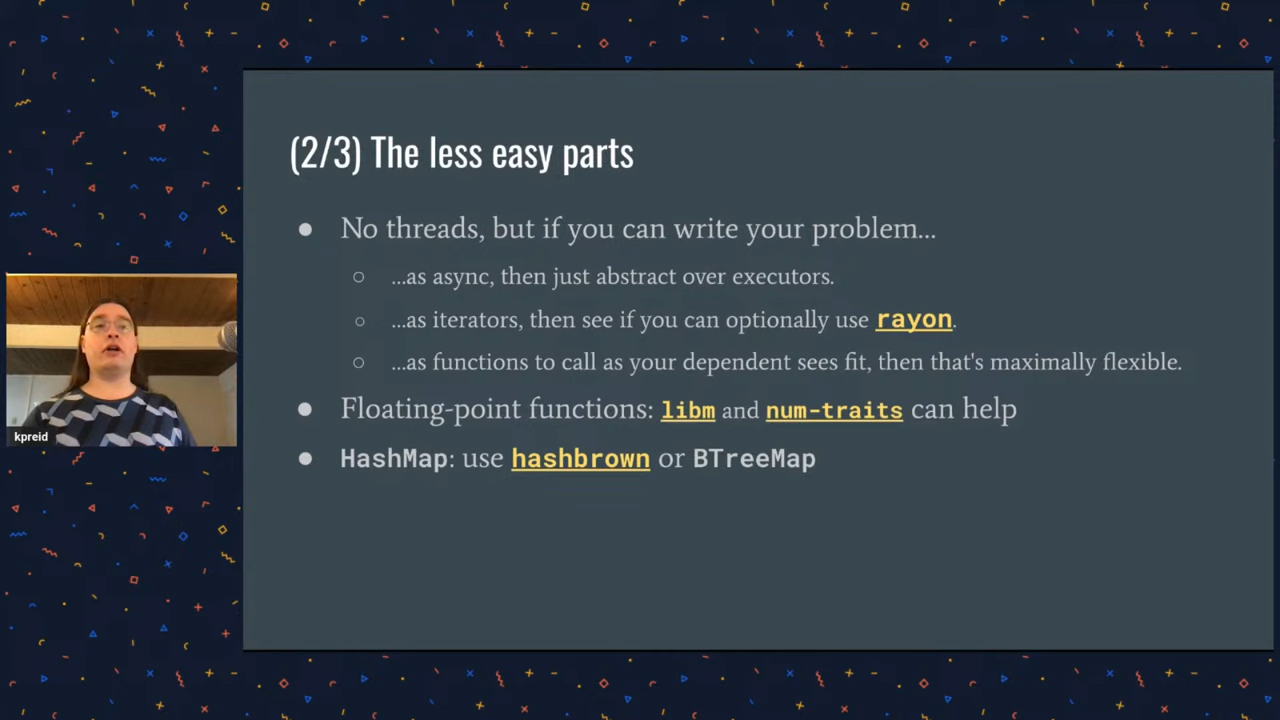 (2/3) The less easy parts
● No threads, but if you can write your problem...
○ ...as async, then just abstract over executors.
○ ...as iterators, then see if you can optionally use rayon.
○ ...as functions to call as your dependent sees fit, then that's maximally flexible.
● Floating-point functions: libm and num-traits can help
● HashMap: use hashbrown or BTreeMap
kpreid